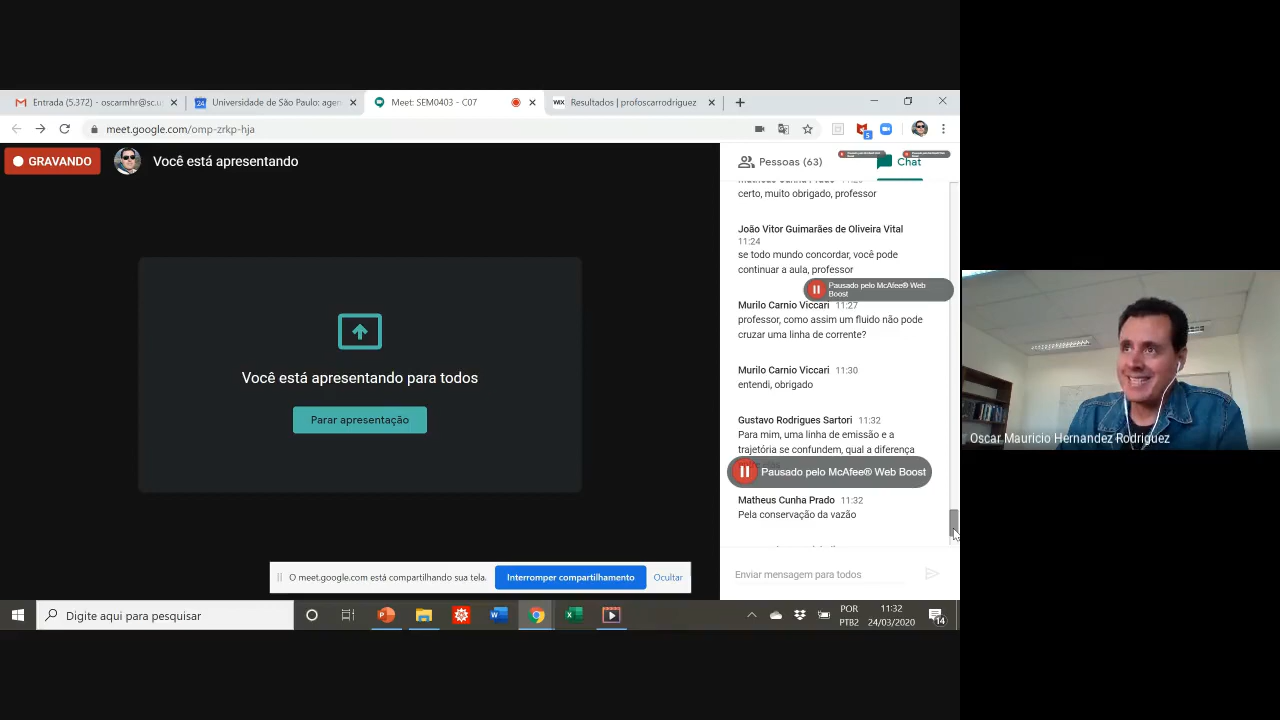 Entrada (5.372) - oscarmhr@sc.u
Universidade de São Paulo: agen
Meet: SEM0403 - C07
WIX
Resultados | profoscarrodriguez
meet.google.com/omp-zrkp-hja
5
GRAVANDO
Você está apresentando
Pessoas (63)
Chat
certo, muito obrigado, professor
João Vitor Guimarães de Oliveira Vital
11:24
se todo mundo concordar, você pode
continuar a aula, professor
Pausado pelo McAfee® Web
Boost
Murilo Carnio Viccari 11:27
professor, como assim um fluido não pode
cruzar uma linha de corrente?
Murilo Carnio Viccari 11:30
entendi, obrigado
Gustavo Rodrigues Sartori 11:32
Para mim, uma linha de emissão e a
trajetória se confundem, qual a diferença
Pausado pelo McAfee® Web Boost
Matheus Cunha Prado 11:32
Pela conservação da vazão
Enviar mensagem para todos
Você está apresentando para todos
Parar apresentação
O meet.google.com está compartilhando sua tela.
Interromper compartilhamento
Ocultar
Oscar Mauricio Hernandez Rodriguez
Digite aqui para pesquisar
POR
PTB2
11:32
24/03/2020
14